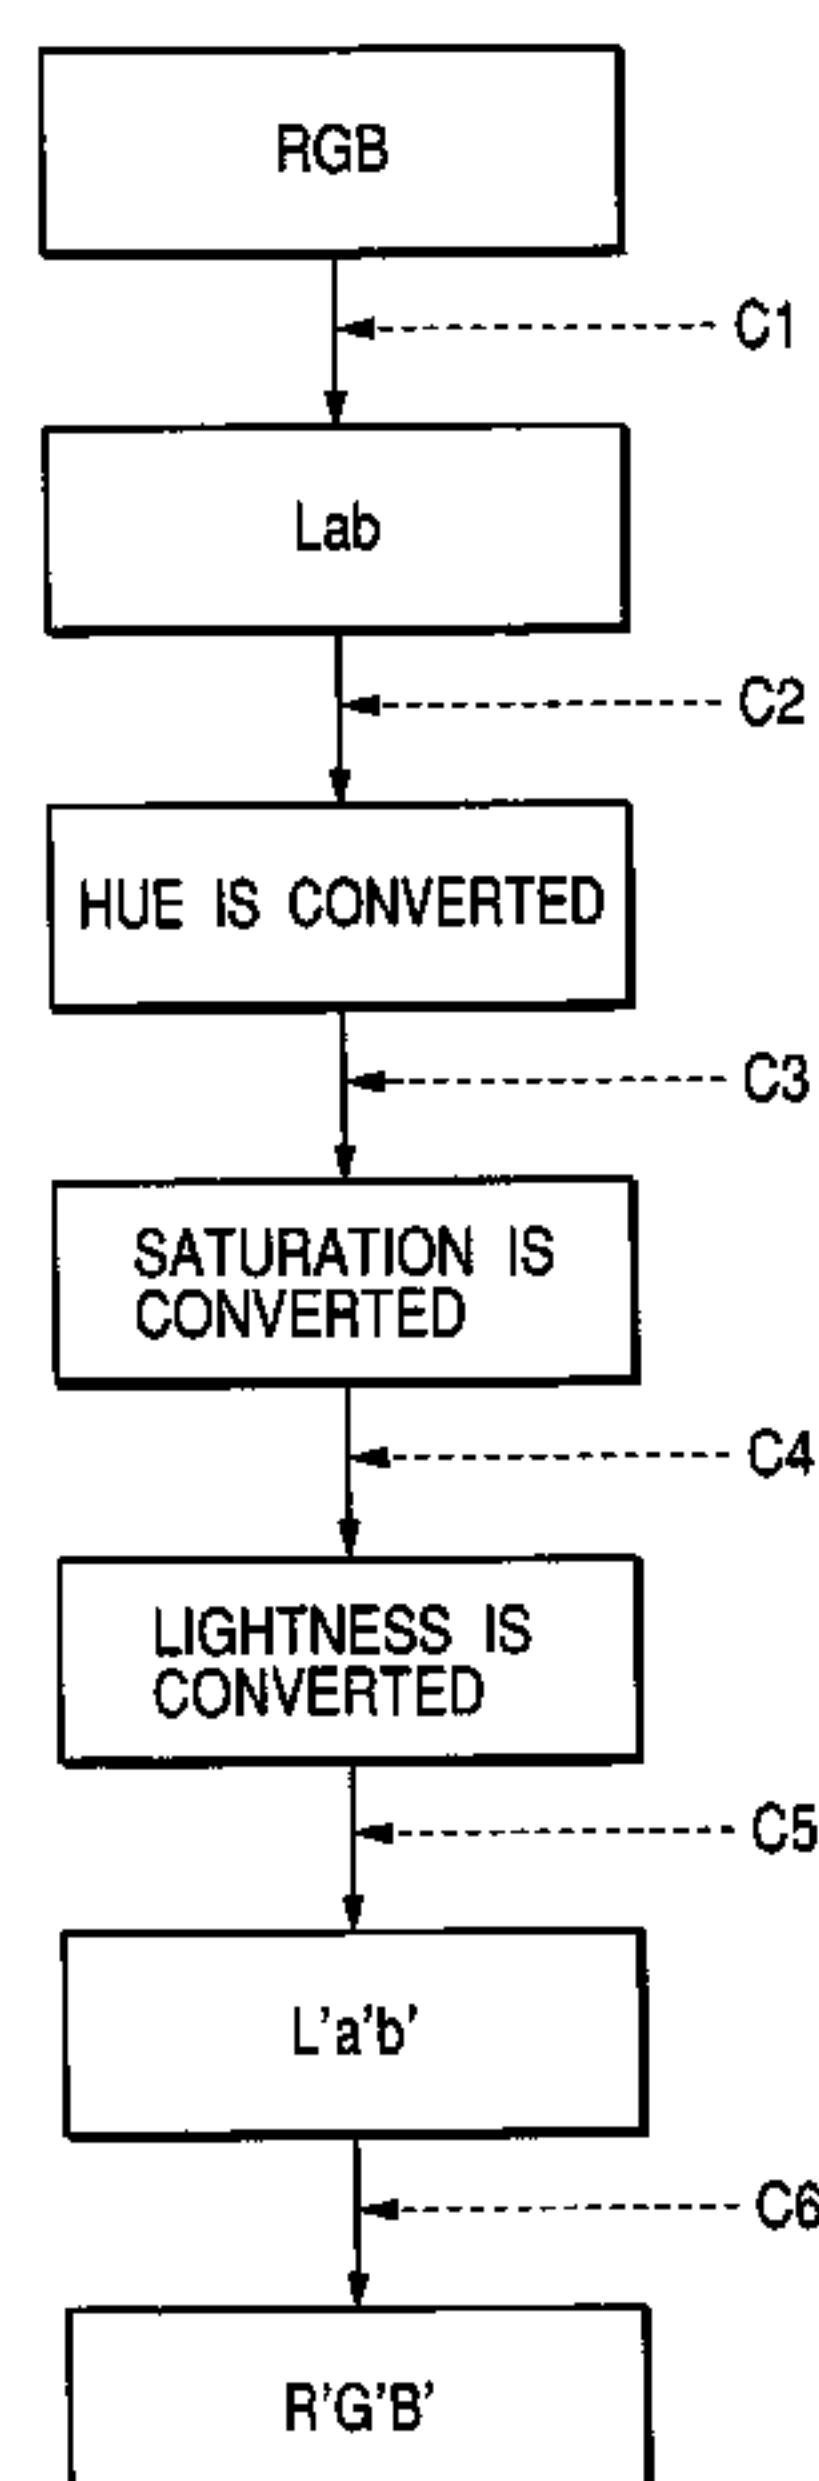 RGB
C1
Lab
C2
HUE IS CONVERTED
C3
SATURATION IS
CONVERTED
C4
LIGHTNESS IS
CONVERTED
C5
L'a'b'
C6
R'G'B'